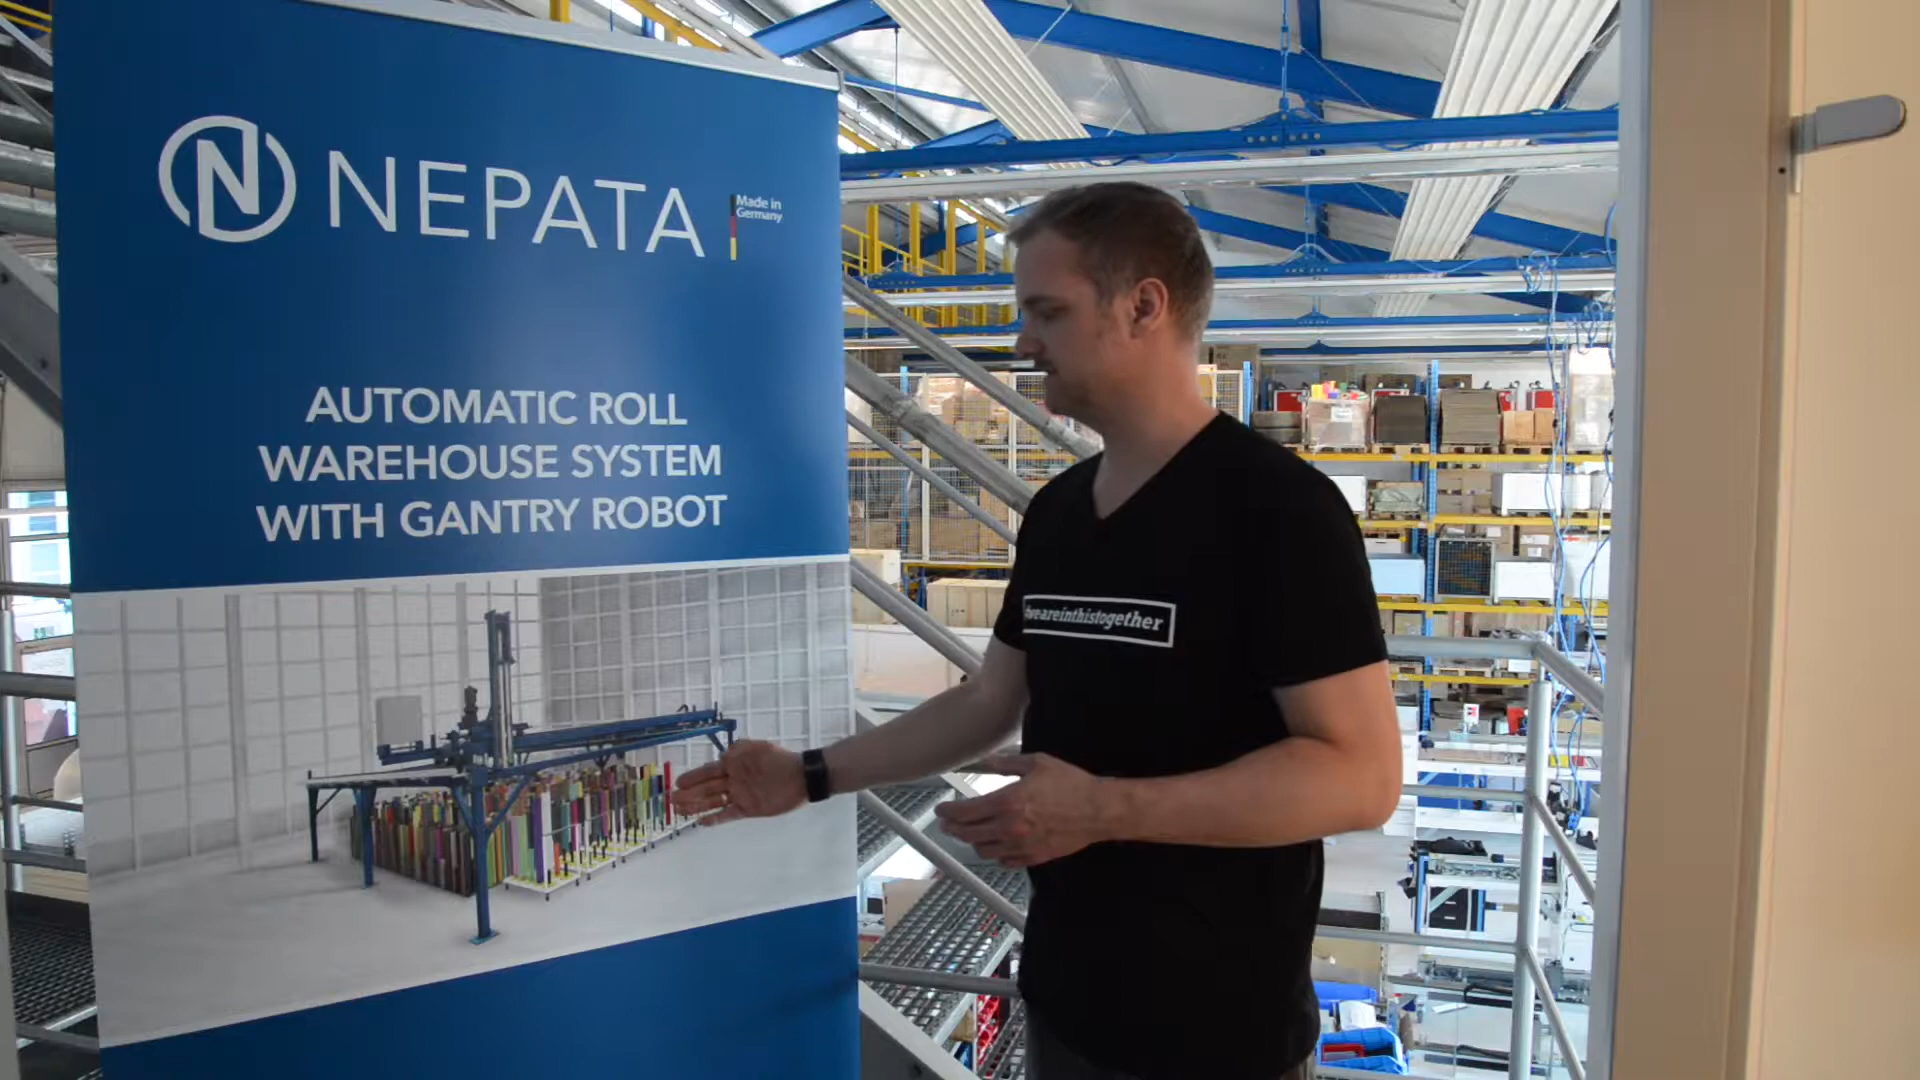 NEPATA
Made in
Germany
AUTOMATIC ROLL
WAREHOUSE SYSTEM
WITH GANTRY ROBOT
#weareinthistogether